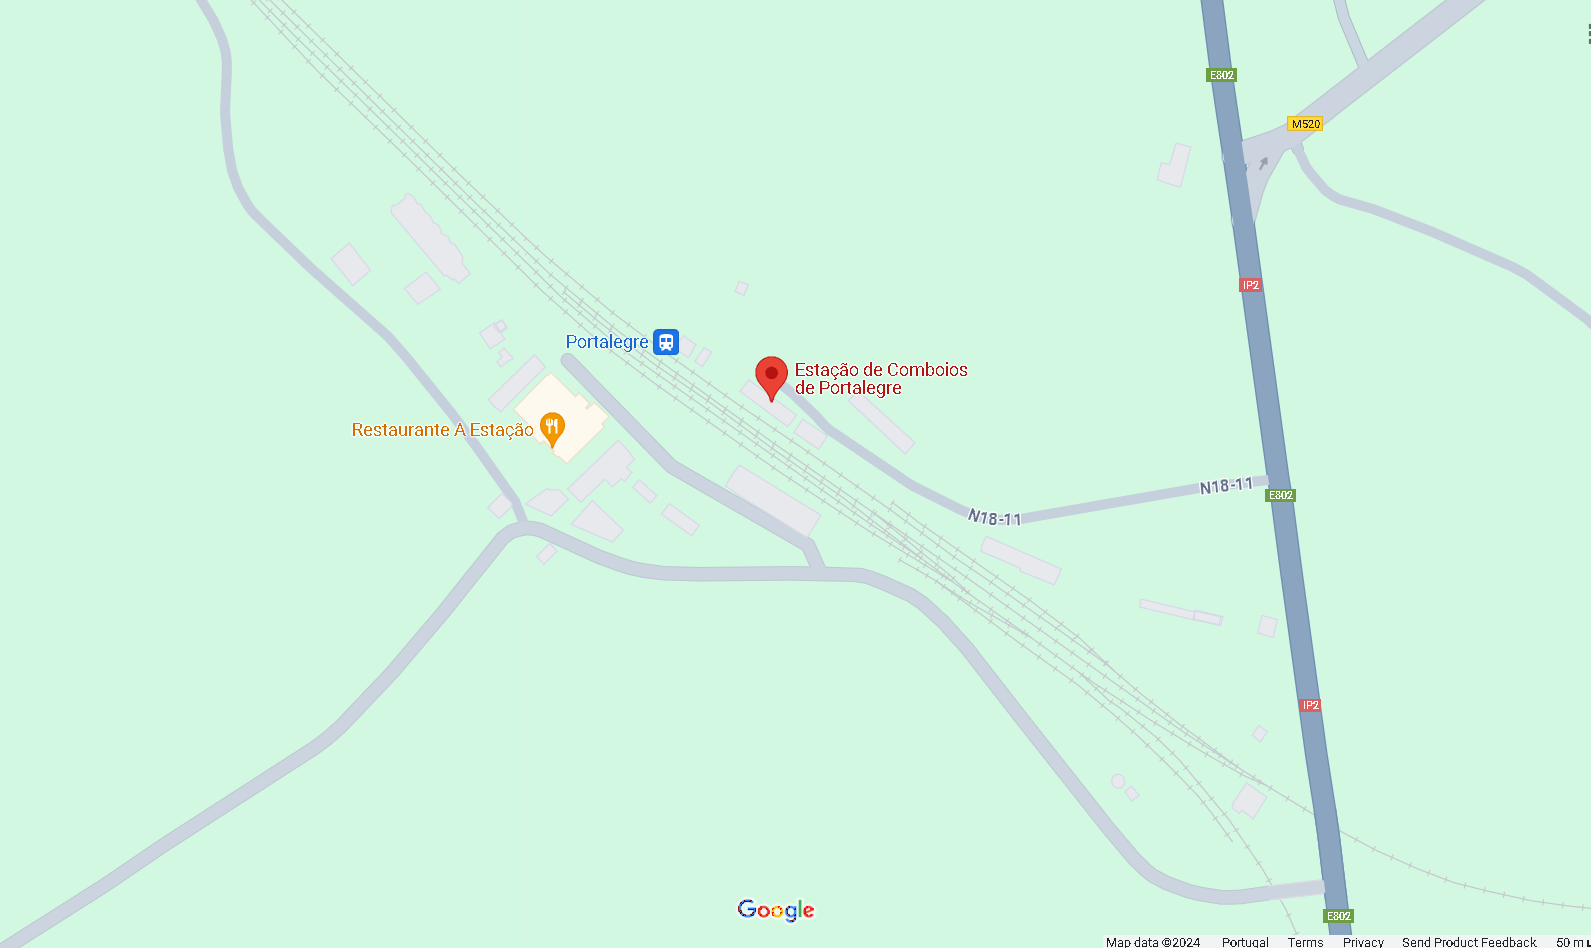 E802
M520
IP2
Portalegre
Estação de Comboios
de Portalegre
Restaurante A Estação
N18-11
E802
N18-11
IP2
Google
E802
Map data ©2024 Portugal Terms Privacy Send Product Feedback 50 m